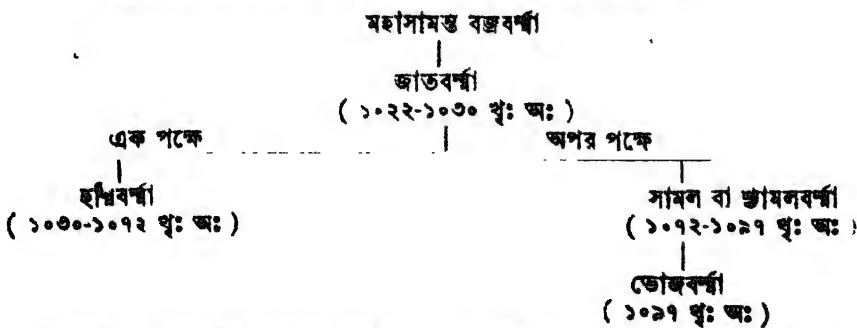 মহাসামন্ত বজ্রবর্ম্মা
জাতবর্ম্মা
( ১০২২-১০৩০ খৃঃ অঃ )
এক পক্ষে অপর পক্ষে
হরিবর্ম্মা সামল বা শ্যামলবর্ম্মা
( ১০৩০-১০৭২ খৃঃ অঃ ) ( ১০৭২-১০৯৭ খৃঃ অঃ )
ভোজবর্ম্মা
( ১০৯৭ খৃঃ অঃ )